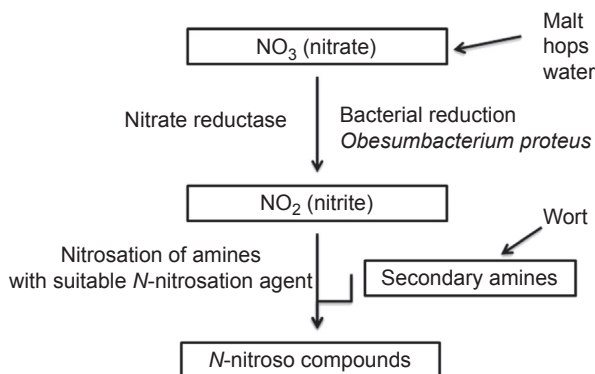 Malt
hops
water
NO₃ (nitrate)
Nitrate reductase
Bacterial reduction
Obesumbacterium proteus
NO₂ (nitrite)
Wort
Nitrosation of amines
with suitable N-nitrosation agent
Secondary amines
N-nitroso compounds